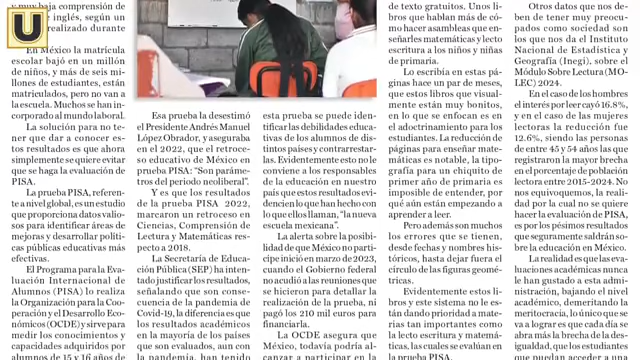 y muy baja comprensión de
inglés, según un
realizado durante
U
En México la matrícula
escolar bajó en un millón
de niños, y más de seis mi-
llones de estudiantes, están
matriculados, pero no van a
la escuela. Muchos se han in-
corporado al mundo laboral.
La solución para no te-
ner que dar a conocer estos
resultados es que ahora
simplemente se quiere evitar
que se haga la evaluación de
PISA.
La prueba PISA, referen-
te a nivel global, es un estudio
que proporciona datos valio-
sos para identificar áreas de
mejoras y desarrollar polí-
ticas públicas educativas más
efectivas.
El Programa para la Eva-
luación Internacional de
Alumnos (PISA) lo realiza
la Organización para la Coo-
peración y el Desarrollo Eco-
nómicos (OCDE) y sirve para
medir los conocimientos y
capacidades adquiridos por
alumnos de 15 y 16 años de
Esa prueba la desestimó
el Presidente Andrés Manuel
López Obrador, y aseguraba
en el 2022, que el retro-
ceso educativo de México en
prueba PISA: “Son paráme-
tros del periodo neoliberal”.
Y es que los resultados
de la prueba PISA 2022,
marcaron un retroceso en
Ciencias, Comprensión de
Lectura y Matemáticas respec-
to a 2018.
La Secretaría de Educa-
ción Pública (SEP) ha inten-
tado justificar los resultados,
señalando que son conse-
cuencia de la pandemia de
Covid-19, la diferencia es que
los resultados académicos
en la mayoría de los países
que son evaluados, aun con
la pandemia, han tenido
esta prueba se puede iden-
tificar las debilidades educa-
tivas de los alumnos de distin-
tos países y contrarrestar-
las. Evidentemente esto no le
conviene a los responsables
de la educación en nuestro
país que estos resultados evi-
dencien lo que han hecho con
lo que ellos llaman, “la nueva
escuela mexicana”.
La alerta sobre la posibi-
lidad de que México no parti-
cipe inició en marzo de 2023,
cuando el Gobierno federal
no acudió a las reuniones que
se hicieron para detallar la
realización de la prueba, ni
pagó los 210 mil euros para
financiarla.
La OCDE asegura que
México, todavía podría al-
canzar a participar en la
de texto gratuitos. Unos li-
bros que hablan más de có-
mo hacer asambleas que en-
señarles matemáticas y lecto
escritura a los niños y niñas
de primaria.
Lo escribía en estas pá-
ginas hace un par de meses,
que estos libros que visual-
mente están muy bonitos,
en lo que se enfocan es en
el adoctrinamiento para los
estudiantes. La reducción de
páginas para enseñar mate-
máticas es notable, la tipo-
grafía para un chiquito de
primer año de primaria es
imposible de entender, por
qué aún están empezando a
aprender a leer.
Pero además son muchos
los errores que se tienen,
desde fechas y nombres his-
tóricos, hasta dejar fuera el
círculo de las figuras geomé-
tricas.
Evidentemente estos li-
bros y este sistema no le es-
tán dando prioridad a mate-
rias tan importantes como
la lecto escritura y matemá-
ticas, las cuales se evalúan en
la prueba PISA.
Otros datos que nos de-
ben de tener muy preocu-
pados como sociedad son
los que nos da el Instituto
Nacional de Estadística y
Geografía (Inegi), sobre el
Módulo Sobre Lectura (MO-
LEC) 2024.
En el caso de los hombres
el interés por leer cayó 16.8%,
y en el caso de las mujeres
lectoras la reducción fue
12.6%, siendo las personas
de entre 45 y 54 años las que
registraron la mayor brecha
en el porcentaje de población
lectora entre 2015-2024. No
nos equivoquemos, la reali-
dad por la cual no se quiere
hacer la evaluación de PISA,
es por los pésimos resultados
que seguramente saldrán so-
bre la educación en México.
La realidad es que las eva-
luaciones académicas nunca
le han gustado a esta admi-
nistración, bajando el nivel
académico, demeritando la
meritocracia, lo único que se
va a lograr es que cada día se
abra más la brecha de la des-
igualdad, que los estudiantes
que puedan acceder a una